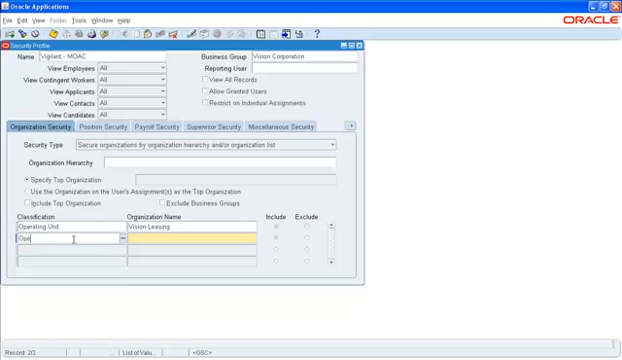 Oracle Applications
File Edit View Folder Tools Window Help
ORACLE
Security Profile
Name Vigilent - MOAC Business Group Vision Corporation
View Employees All Reporting User
View Contingent Workers All View All Records
View Applicants All Allow Granted Users
View Contacts All Restrict on Individual Assignments
View Candidates All
Organization Security Position Security Payroll Security Supervisor Security Miscellaneous Security
Security Type Secure organizations by organization hierarchy and/or organization list
Organization Hierarchy
Specify Top Organization
Use the Organization on the User's Assignment(s) as the Top Organization
Include Top Organization Exclude Business Groups
Classification Organization Name Include Exclude
Operating Unit Vision Leasing
Ope
Record: 2/2 ... List of Valu... <OSC>